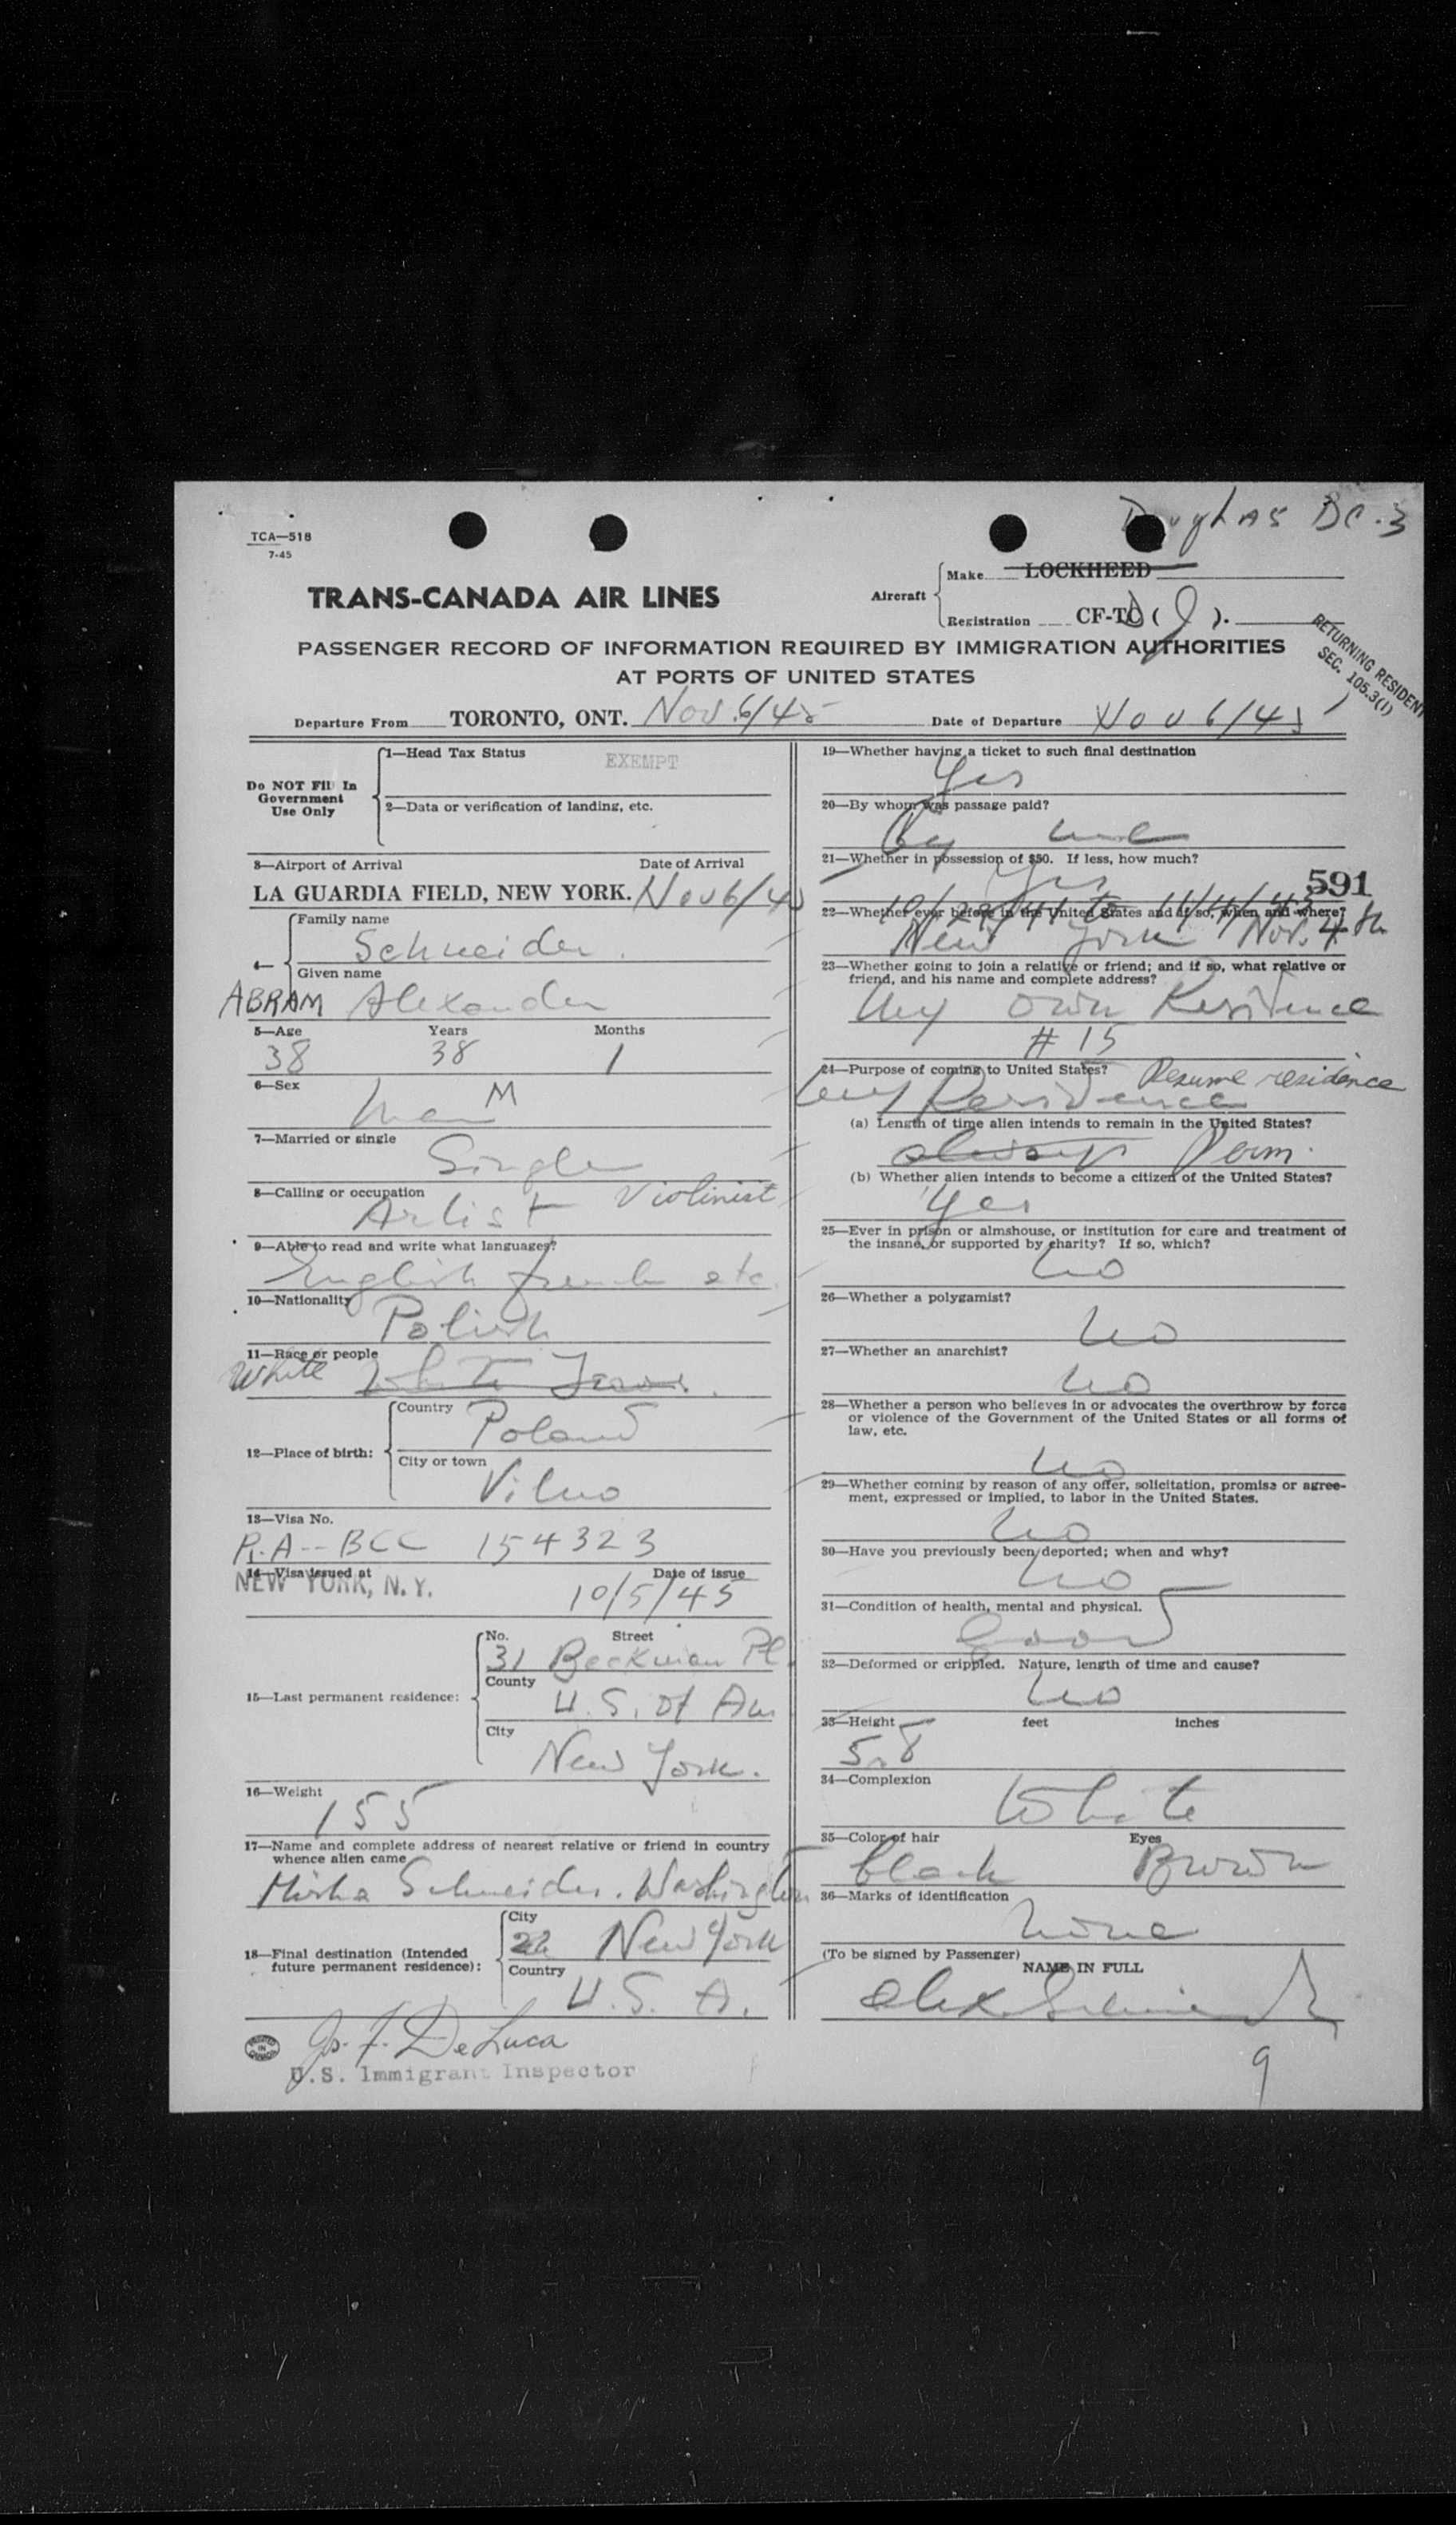 Douglas DC-3
TCA—518
7-45
TRANS-CANADA AIR LINES
Aircraft
Make LOCKHEED
Registration CF-TC ( J ).
RETURNING RESIDENT
SEC. 105.3(1)
PASSENGER RECORD OF INFORMATION REQUIRED BY IMMIGRATION AUTHORITIES
AT PORTS OF UNITED STATES
Departure From TORONTO, ONT. Nov. 6/45 Date of Departure Nov 6/45
Do NOT Fill In
Government
Use Only
1—Head Tax Status EXEMPT
2—Data or verification of landing, etc.
3—Airport of Arrival Date of Arrival
LA GUARDIA FIELD, NEW YORK. Nov 6/45
4—
Family name
Schneider.
Given name
ABRAM Alexander
5—Age Years Months
38 38 1
6—Sex
Man M
7—Married or single
Single
8—Calling or occupation
Artist Violinist
9—Able to read and write what languages?
English french etc.
10—Nationality
Polish
11—Race or people
White White
12—Place of birth:
Country
Poland
City or town
Vilno
13—Visa No.
P.A--BCC 154323
14—Visa issued at Date of issue
NEW YORK, N.Y. 10/5/45
15—Last permanent residence:
No. Street
31 Beekman Pl.
County
U.S. of Am
City
New York.
16—Weight
155
17—Name and complete address of nearest relative or friend in country
whence alien came
Misha Schneider. Washington
18—Final destination (Intended
future permanent residence):
City
New York
Country
U.S. A.
J. F. DeLuca
U.S. Immigrant Inspector
PRINTED IN CANADA
19—Whether having a ticket to such final destination
Yes
20—By whom was passage paid?
By me
21—Whether in possession of $50. If less, how much?
Yes
591
22—Whether ever before in the United States and if so, when and where?
New York Nov. 4th
23—Whether going to join a relative or friend; and if so, what relative or
friend, and his name and complete address?
My own Residence
# 15
24—Purpose of coming to United States? Resume residence
my Residence
(a) Length of time alien intends to remain in the United States?
always Perm.
(b) Whether alien intends to become a citizen of the United States?
Yes
25—Ever in prison or almshouse, or institution for care and treatment of
the insane, or supported by charity? If so, which?
no
26—Whether a polygamist?
no
27—Whether an anarchist?
no
28—Whether a person who believes in or advocates the overthrow by force
or violence of the Government of the United States or all forms of
law, etc.
no
29—Whether coming by reason of any offer, solicitation, promise or agree-
ment, expressed or implied, to labor in the United States.
no
30—Have you previously been deported; when and why?
no
31—Condition of health, mental and physical.
Good
32—Deformed or crippled. Nature, length of time and cause?
no
33—Height feet inches
5.8
34—Complexion
White
35—Color of hair Eyes
black Brown
36—Marks of identification
none
(To be signed by Passenger)
NAME IN FULL
Alex. Schneider
9